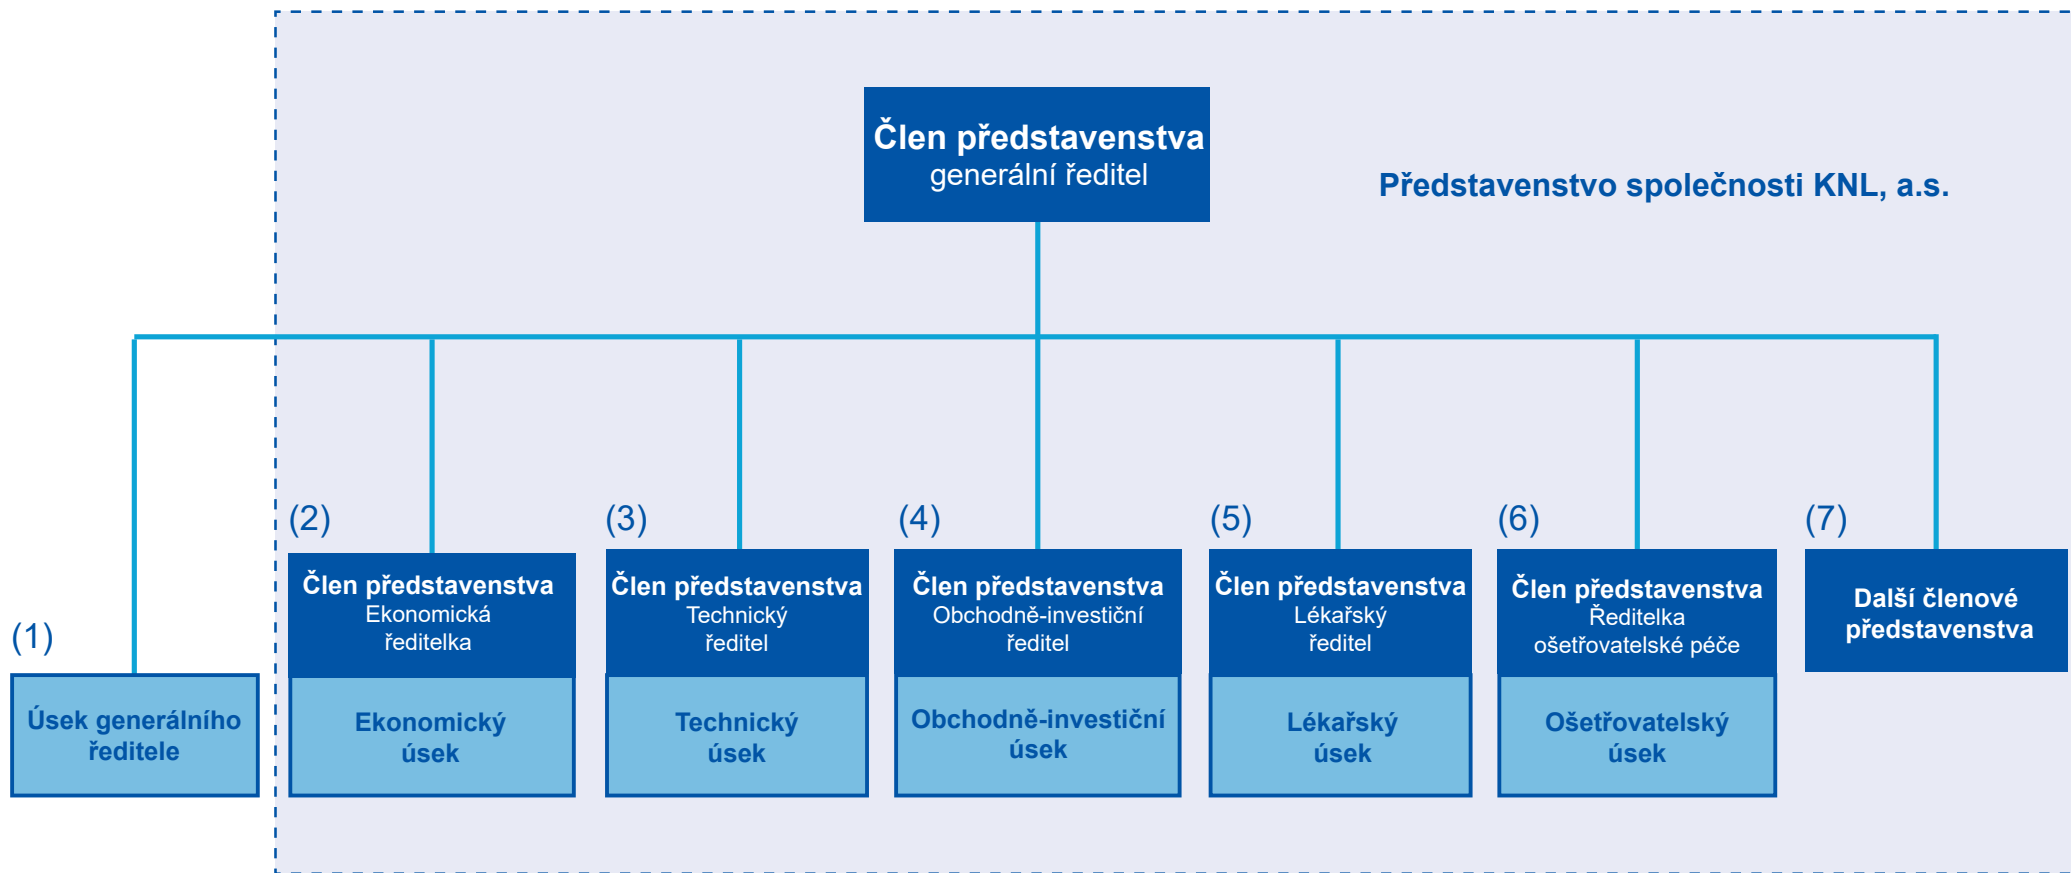 Člen představenstva
generální ředitel
Představenstvo společnosti KNL, a.s.
(1)
Úsek generálního
ředitele
(2)
Člen představenstva
Ekonomická
ředitelka
Ekonomický
úsek
(3)
Člen představenstva
Technický
ředitel
Technický
úsek
(4)
Člen představenstva
Obchodně-investiční
ředitel
Obchodně-investiční
úsek
(5)
Člen představenstva
Lékařský
ředitel
Lékařský
úsek
(6)
Člen představenstva
Ředitelka
ošetřovatelské péče
Ošetřovatelský
úsek
(7)
Další členové
představenstva